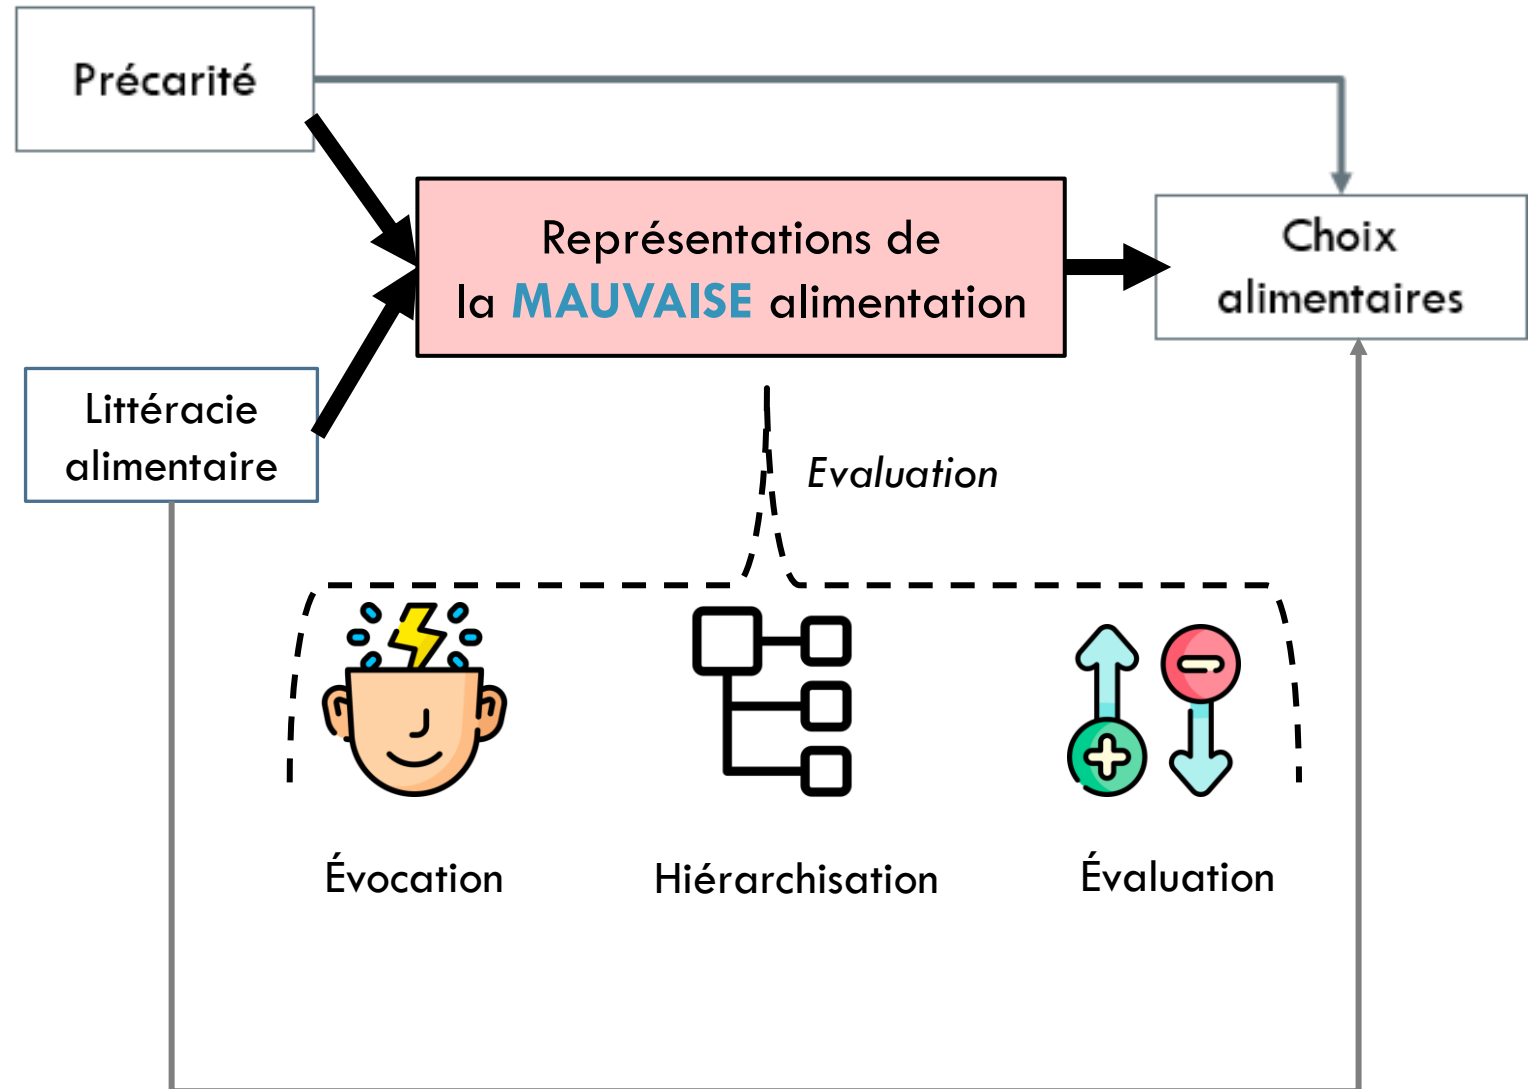 Précarité
Représentations de
la MAUVAISE alimentation
Choix
alimentaires
Littéracie
alimentaire
Evaluation
Évocation
Hiérarchisation
Évaluation